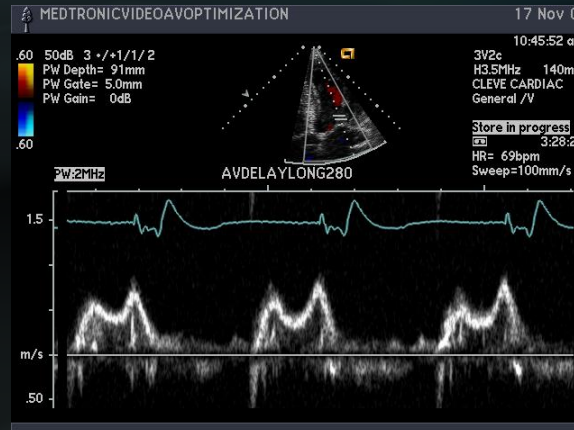 MEDTRONICVIDEOAVOPTIMIZATION
17 Nov
10:45:52
.60
50dB 3 •/+1/1/2
PW Depth= 91mm
PW Gate= 5.0mm
PW Gain= 0dB
.60
3V2c
H3.5MHz 140m
CLEVE CARDIAC
General /V
Store in progress
3:28:2
HR= 69bpm
Sweep=100mm/s
PW:2MHz
AVDELAYLONG280
1.5
m/s
.50